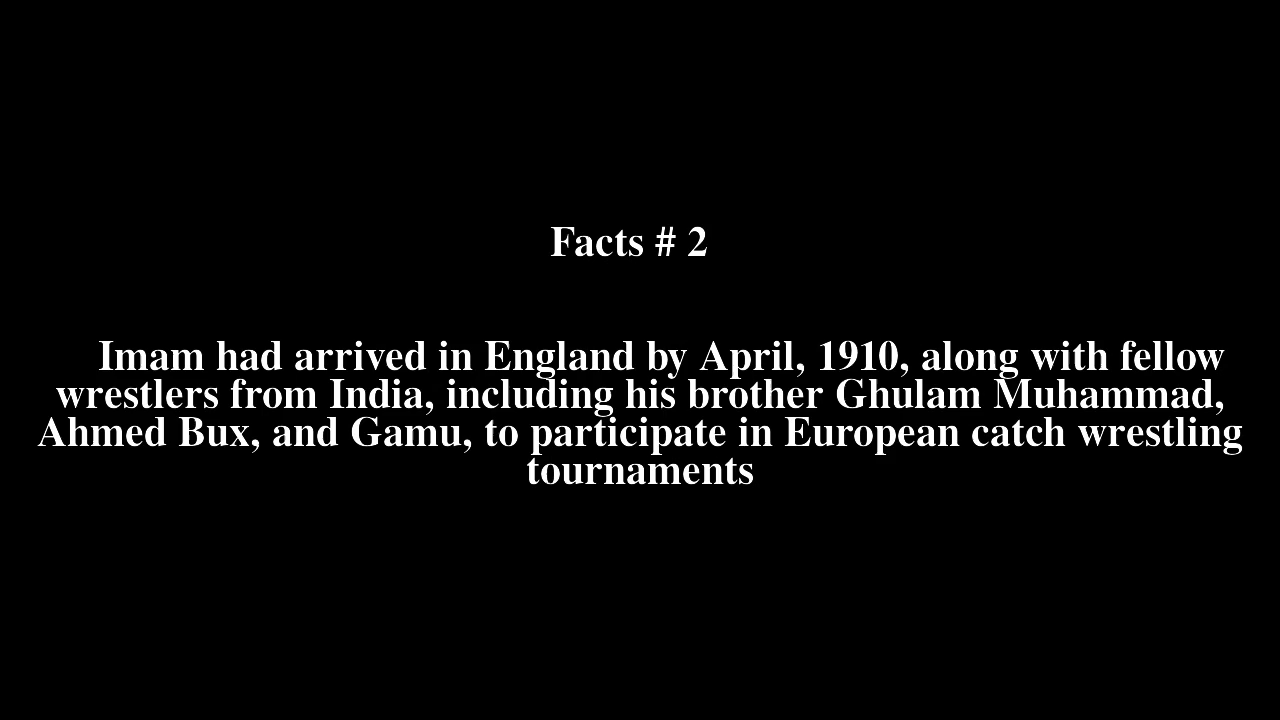 Facts # 2
Imam had arrived in England by April, 1910, along with fellow
wrestlers from India, including his brother Ghulam Muhammad,
Ahmed Bux, and Gamu, to participate in European catch wrestling
tournaments